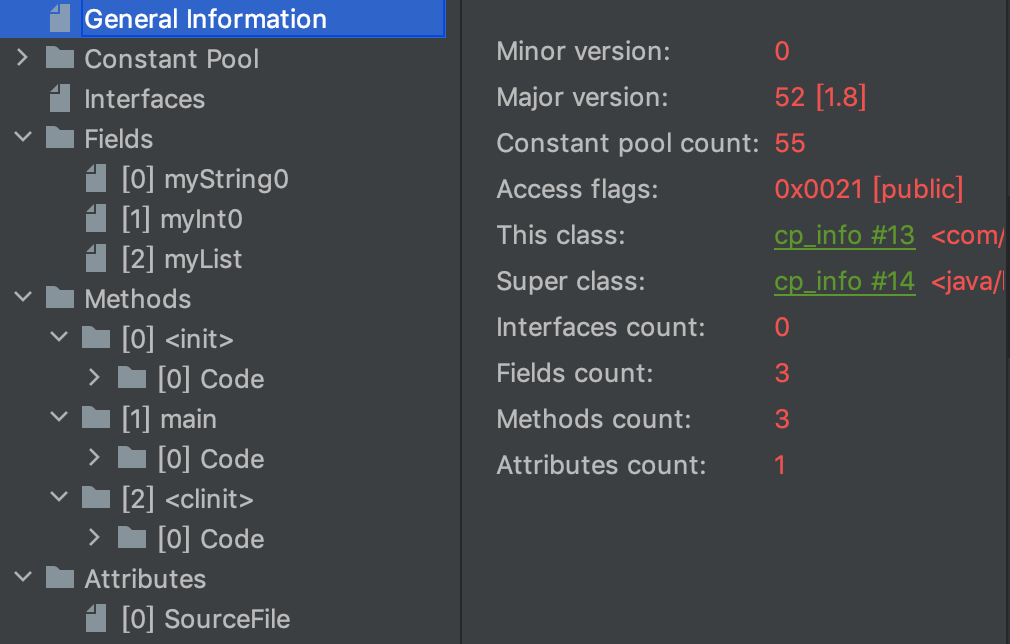 General Information
Constant Pool
Interfaces
Fields
[0] myString0
[1] myInt0
[2] myList
Methods
[0] <init>
[0] Code
[1] main
[0] Code
[2] <clinit>
[0] Code
Attributes
[0] SourceFile
Minor version: 0
Major version: 52 [1.8]
Constant pool count: 55
Access flags: 0x0021 [public]
This class: cp_info #13 <com/
Super class: cp_info #14 <java/
Interfaces count: 0
Fields count: 3
Methods count: 3
Attributes count: 1